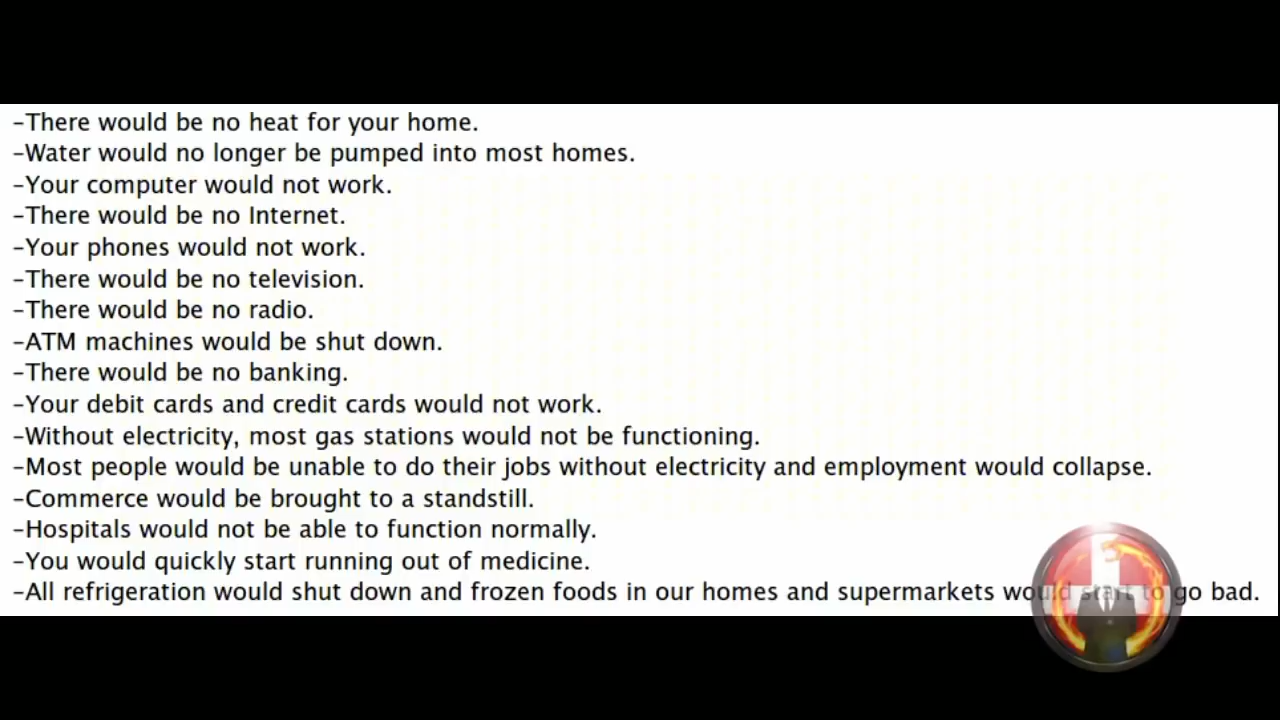 -There would be no heat for your home.
-Water would no longer be pumped into most homes.
-Your computer would not work.
-There would be no Internet.
-Your phones would not work.
-There would be no television.
-There would be no radio.
-ATM machines would be shut down.
-There would be no banking.
-Your debit cards and credit cards would not work.
-Without electricity, most gas stations would not be functioning.
-Most people would be unable to do their jobs without electricity and employment would collapse.
-Commerce would be brought to a standstill.
-Hospitals would not be able to function normally.
-You would quickly start running out of medicine.
-All refrigeration would shut down and frozen foods in our homes and supermarkets would start to go bad.